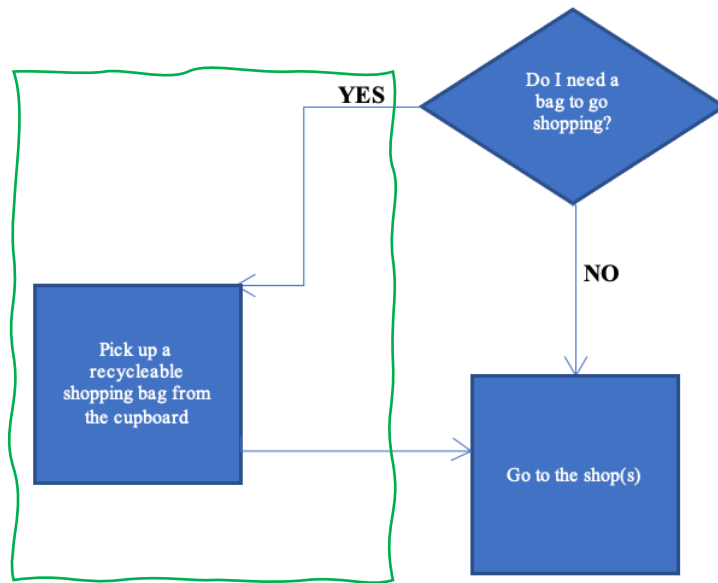 Do I need a
bag to go
shopping?
YES
NO
Pick up a
recycleable
shopping bag from
the cupboard
Go to the shop(s)